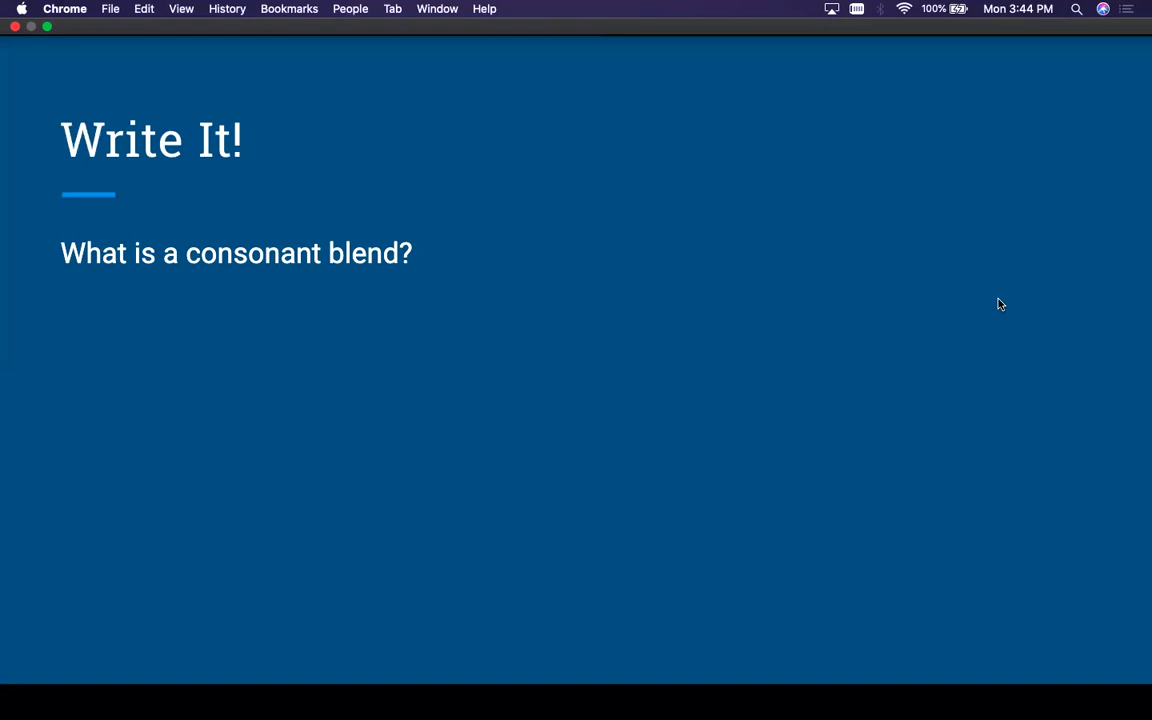 Chrome File Edit View History Bookmarks People Tab Window Help 100% Mon 3:44 PM
Write It!
What is a consonant blend?